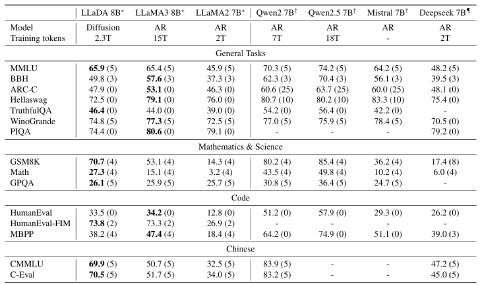 LLaDA 8B* LLaMA3 8B* LLaMA2 7B* Qwen2 7B† Qwen2.5 7B† Mistral 7B† Deepseek 7B¶
Model Diffusion AR AR AR AR AR AR
Training tokens 2.3T 15T 2T 7T 18T - 2T
General Tasks
MMLU 65.9 (5) 65.4 (5) 45.9 (5) 70.3 (5) 74.2 (5) 64.2 (5) 48.2 (5)
BBH 49.8 (3) 57.6 (3) 37.3 (3) 62.3 (3) 70.4 (3) 56.1 (3) 39.5 (3)
ARC-C 47.9 (0) 53.1 (0) 46.3 (0) 60.6 (25) 63.7 (25) 60.0 (25) 48.1 (0)
Hellaswag 72.5 (0) 79.1 (0) 76.0 (0) 80.7 (10) 80.2 (10) 83.3 (10) 75.4 (0)
TruthfulQA 46.4 (0) 44.0 (0) 39.0 (0) 54.2 (0) 56.4 (0) 42.2 (0) -
WinoGrande 74.8 (5) 77.3 (5) 72.5 (5) 77.0 (5) 75.9 (5) 78.4 (5) 70.5 (0)
PIQA 74.4 (0) 80.6 (0) 79.1 (0) - - - 79.2 (0)
Mathematics & Science
GSM8K 70.7 (4) 53.1 (4) 14.3 (4) 80.2 (4) 85.4 (4) 36.2 (4) 17.4 (8)
Math 27.3 (4) 15.1 (4) 3.2 (4) 43.5 (4) 49.8 (4) 10.2 (4) 6.0 (4)
GPQA 26.1 (5) 25.9 (5) 25.7 (5) 30.8 (5) 36.4 (5) 24.7 (5) -
Code
HumanEval 33.5 (0) 34.2 (0) 12.8 (0) 51.2 (0) 57.9 (0) 29.3 (0) 26.2 (0)
HumanEval-FIM 73.8 (2) 73.3 (2) 26.9 (2) - - - -
MBPP 38.2 (4) 47.4 (4) 18.4 (4) 64.2 (0) 74.9 (0) 51.1 (0) 39.0 (3)
Chinese
CMMLU 69.9 (5) 50.7 (5) 32.5 (5) 83.9 (5) - - 47.2 (5)
C-Eval 70.5 (5) 51.7 (5) 34.0 (5) 83.2 (5) - - 45.0 (5)